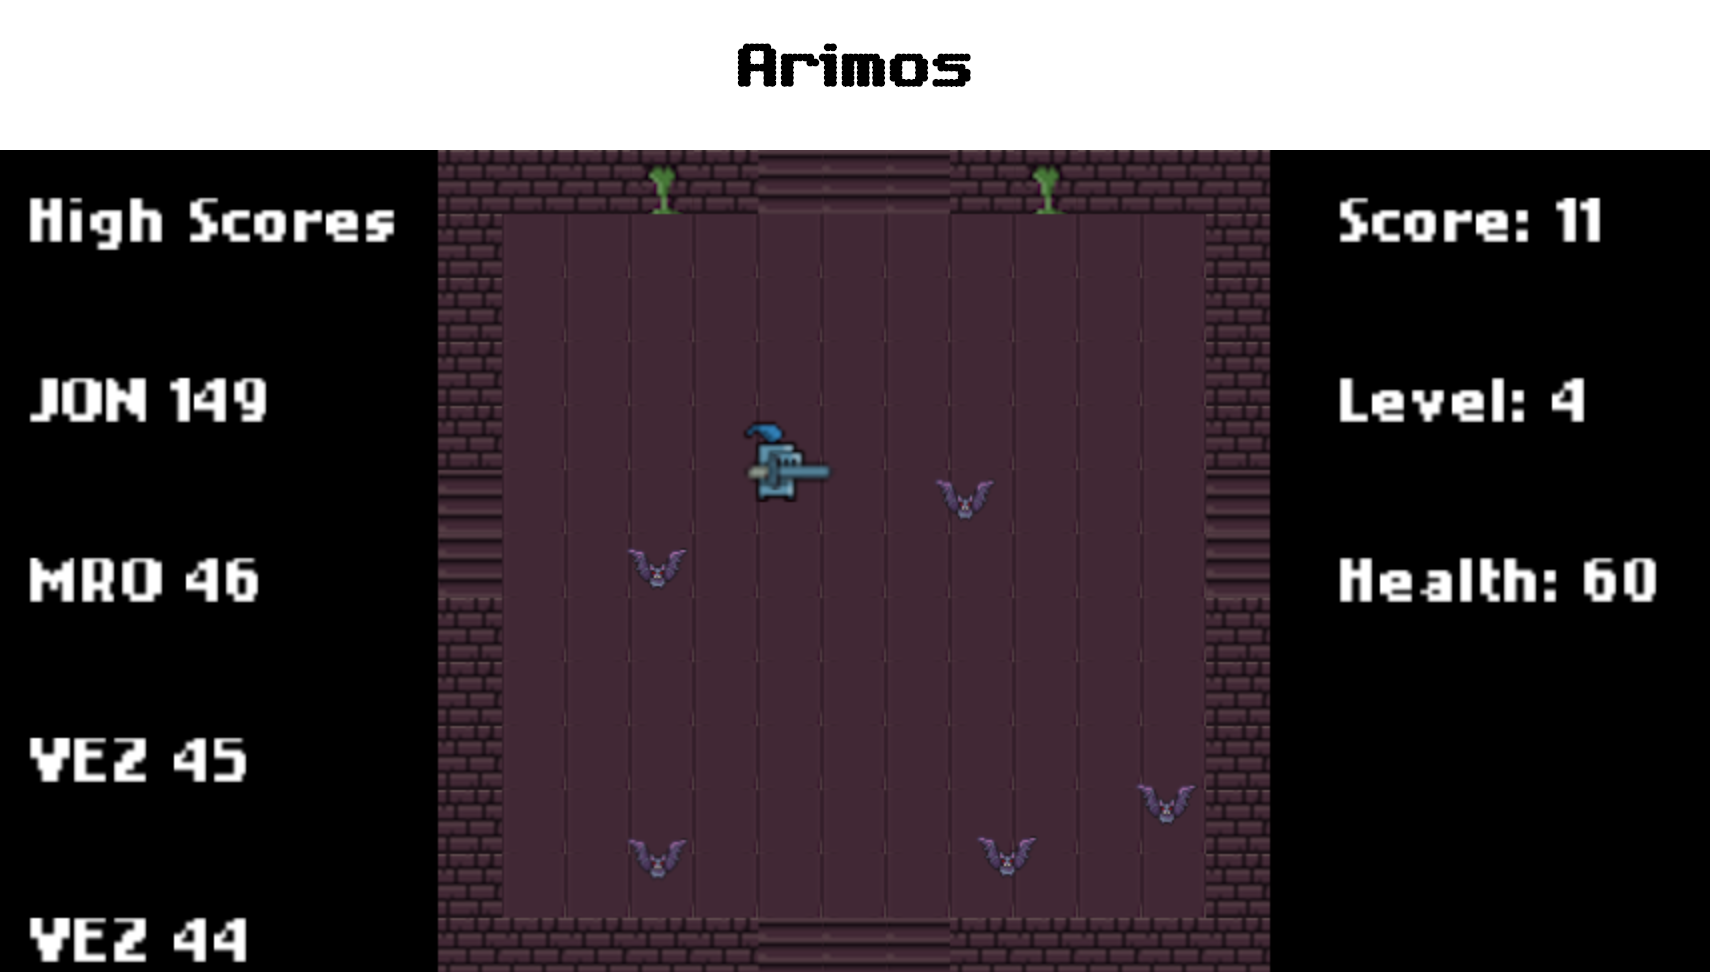 Arimos
High Scores
JON 149
MRO 46
VEZ 45
VEZ 44
Score: 11
Level: 4
Health: 60